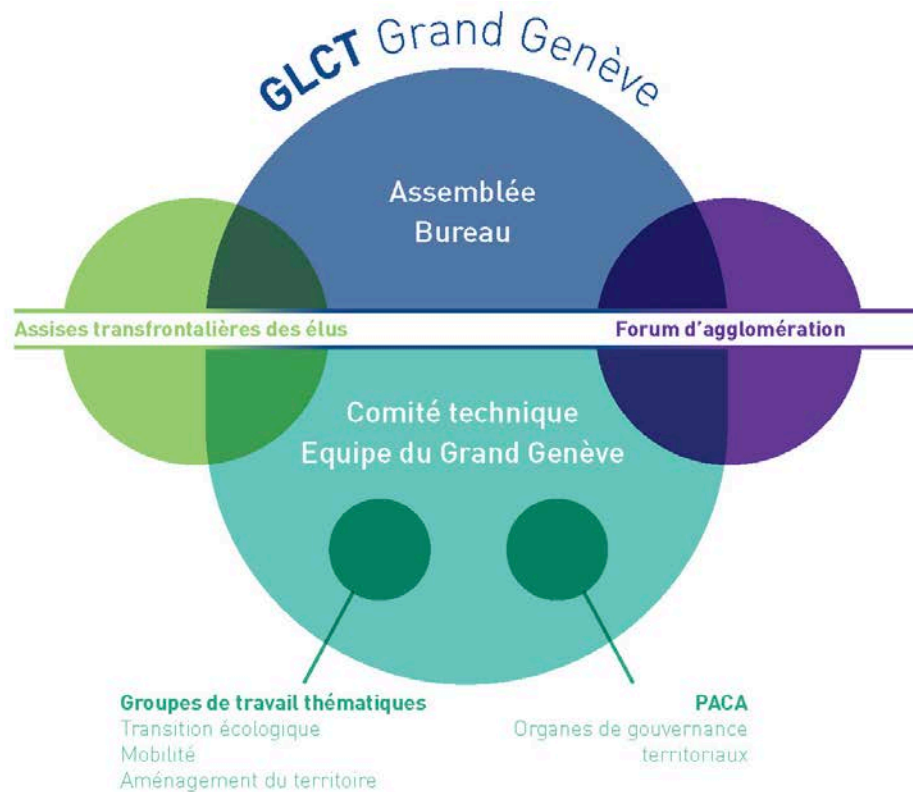 GLCT Grand Genève
Assemblée
Bureau
Assises transfrontalières des élus
Forum d'agglomération
Comité technique
Equipe du Grand Genève
Groupes de travail thématiques
Transition écologique
Mobilité
Aménagement du territoire
PACA
Organes de gouvernance
territoriaux